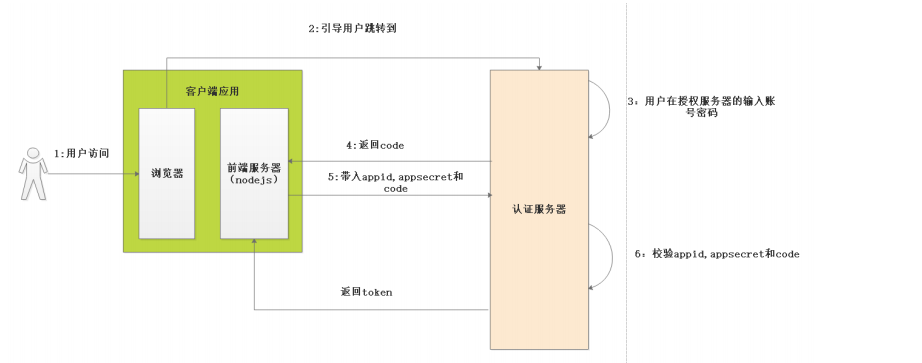 2:引导用户跳转到
客户端应用
3：用户在授权服务器的输入账
号密码
1:用户访问
4:返回code
浏览器
前端服务器
（nodejs）
5:带入appid,appsecret和
code
认证服务器
6：校验appid,appsecret和code
返回token